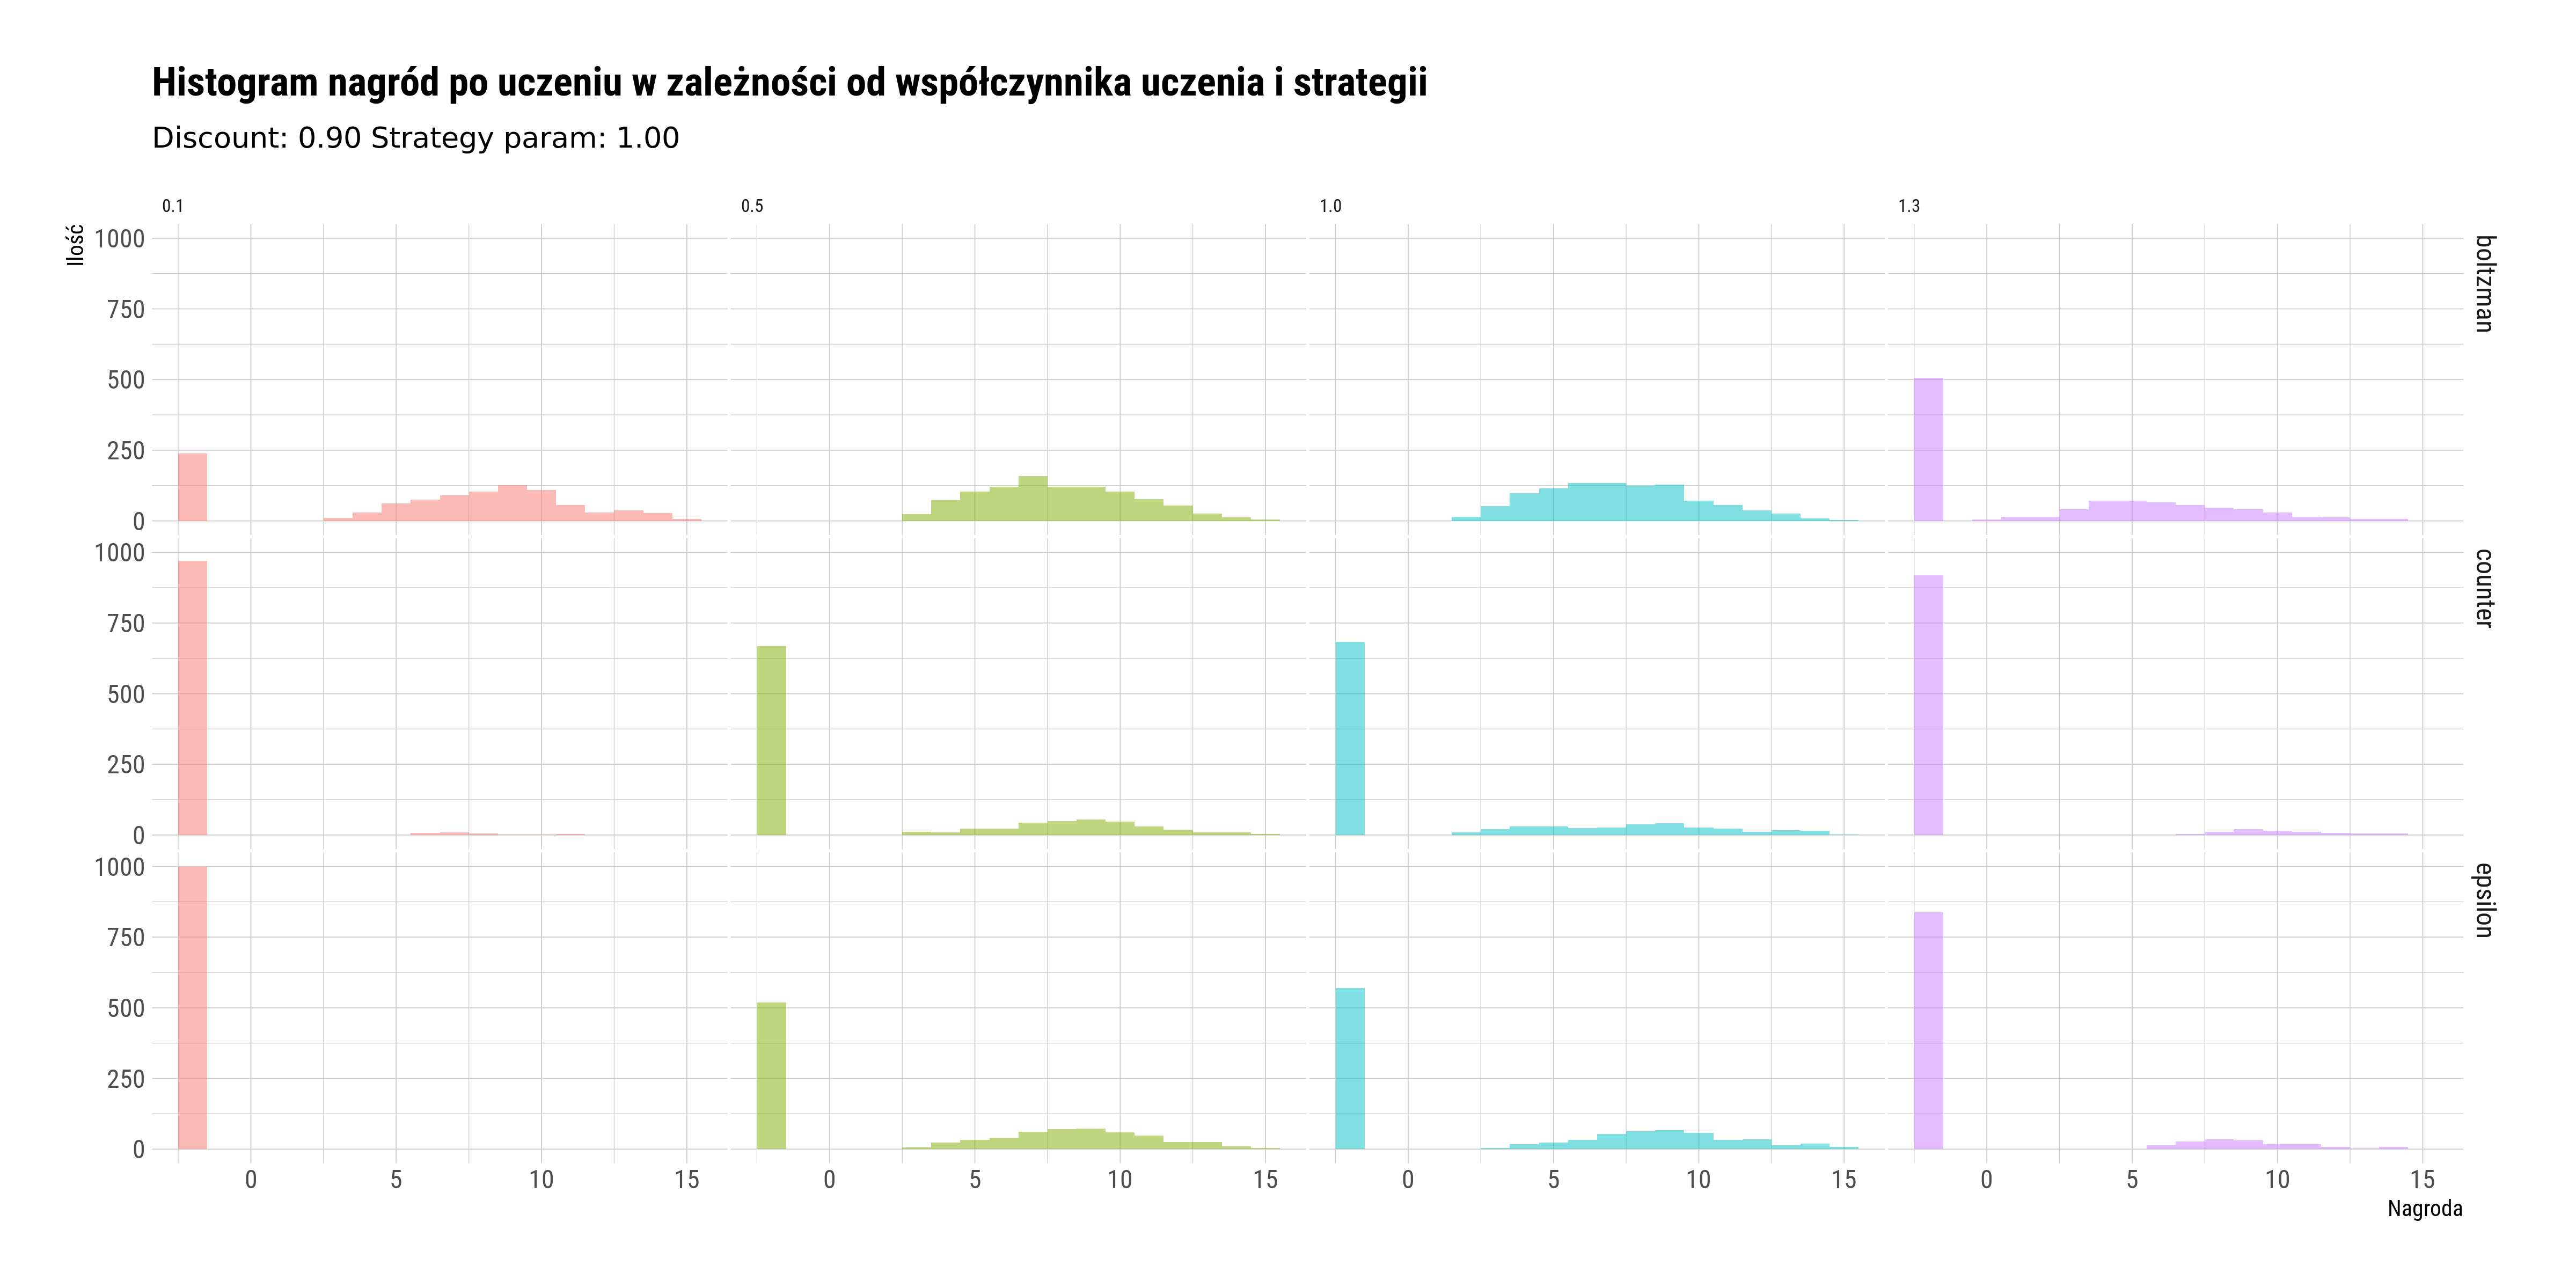 Histogram nagród po uczeniu w zależności od współczynnika uczenia i strategii
Discount: 0.90 Strategy param: 1.00
0.1 0.5 1.0 1.3
Ilość
1000
750
500
250
0
boltzman
1000
750
500
250
0
counter
1000
750
500
250
0
epsilon
0 5 10 15 0 5 10 15 0 5 10 15 0 5 10 15
Nagroda